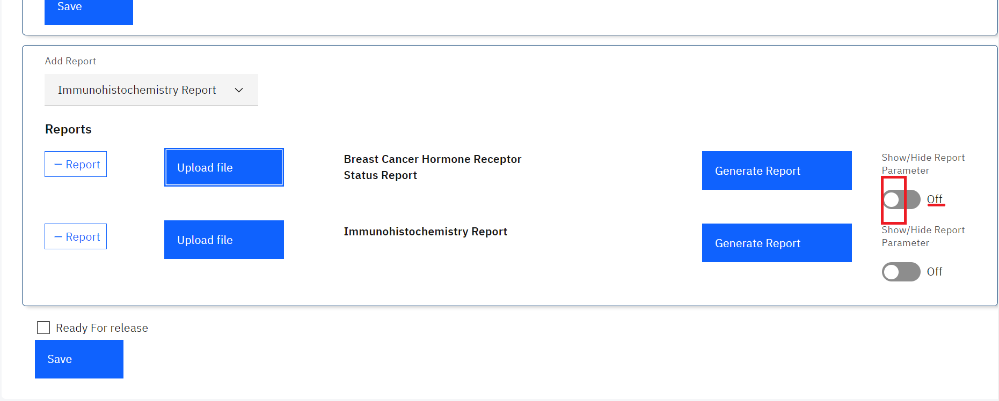 Save
Add Report
Immunohistochemistry Report
Reports
− Report
Upload file
Breast Cancer Hormone Receptor
Status Report
Generate Report
Show/Hide Report
Parameter
Off
− Report
Upload file
Immunohistochemistry Report
Generate Report
Show/Hide Report
Parameter
Off
Ready For release
Save